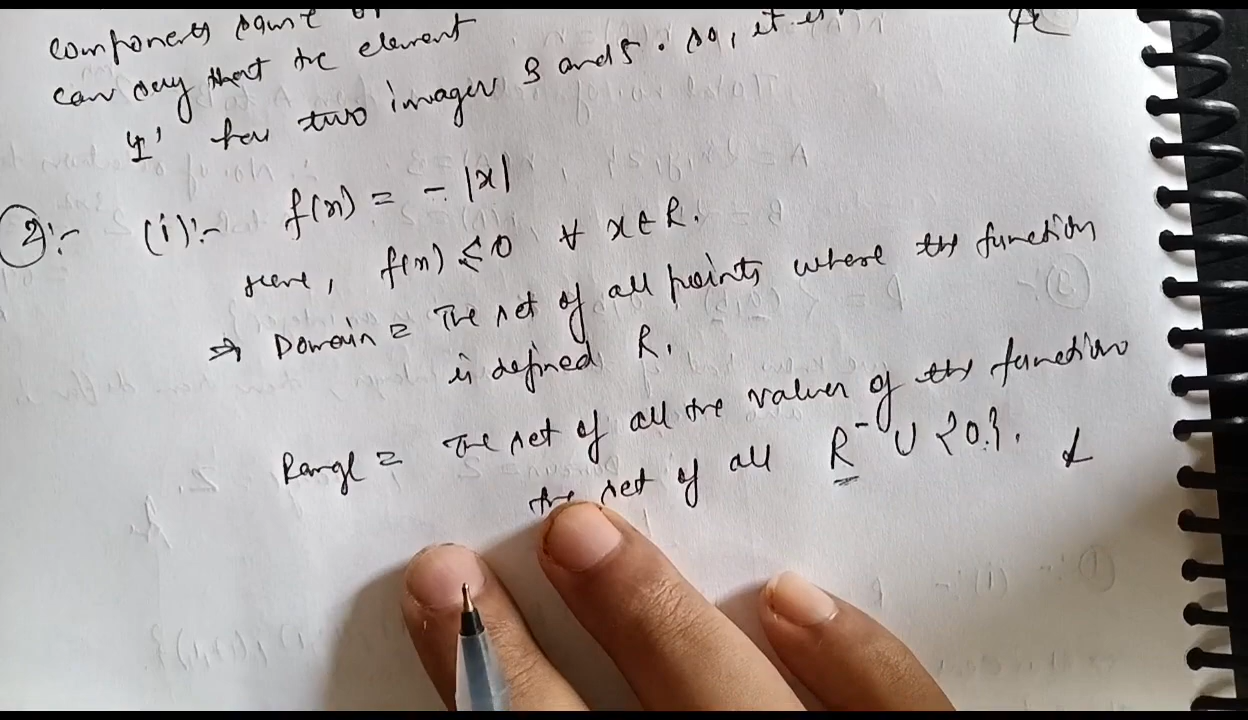 components same
can say that the element
'1' has two images 3 and 5. so, it
2):- (i):- f(x) = - |x|
Here, f(x) ≤ 0 ∀ x ∈ R.
⇒ Domain = The set of all points where the function
is defined R.
Range = The set of all the values of the function
the set of all R⁻ ∪ {0}.